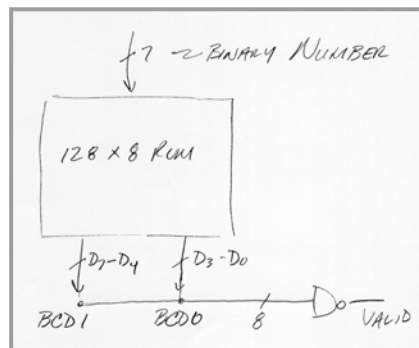 7 - BINARY NUMBER
128 x 8 ROM
D7-D4 D3-D0
BCD1 BCD0 8 VALID